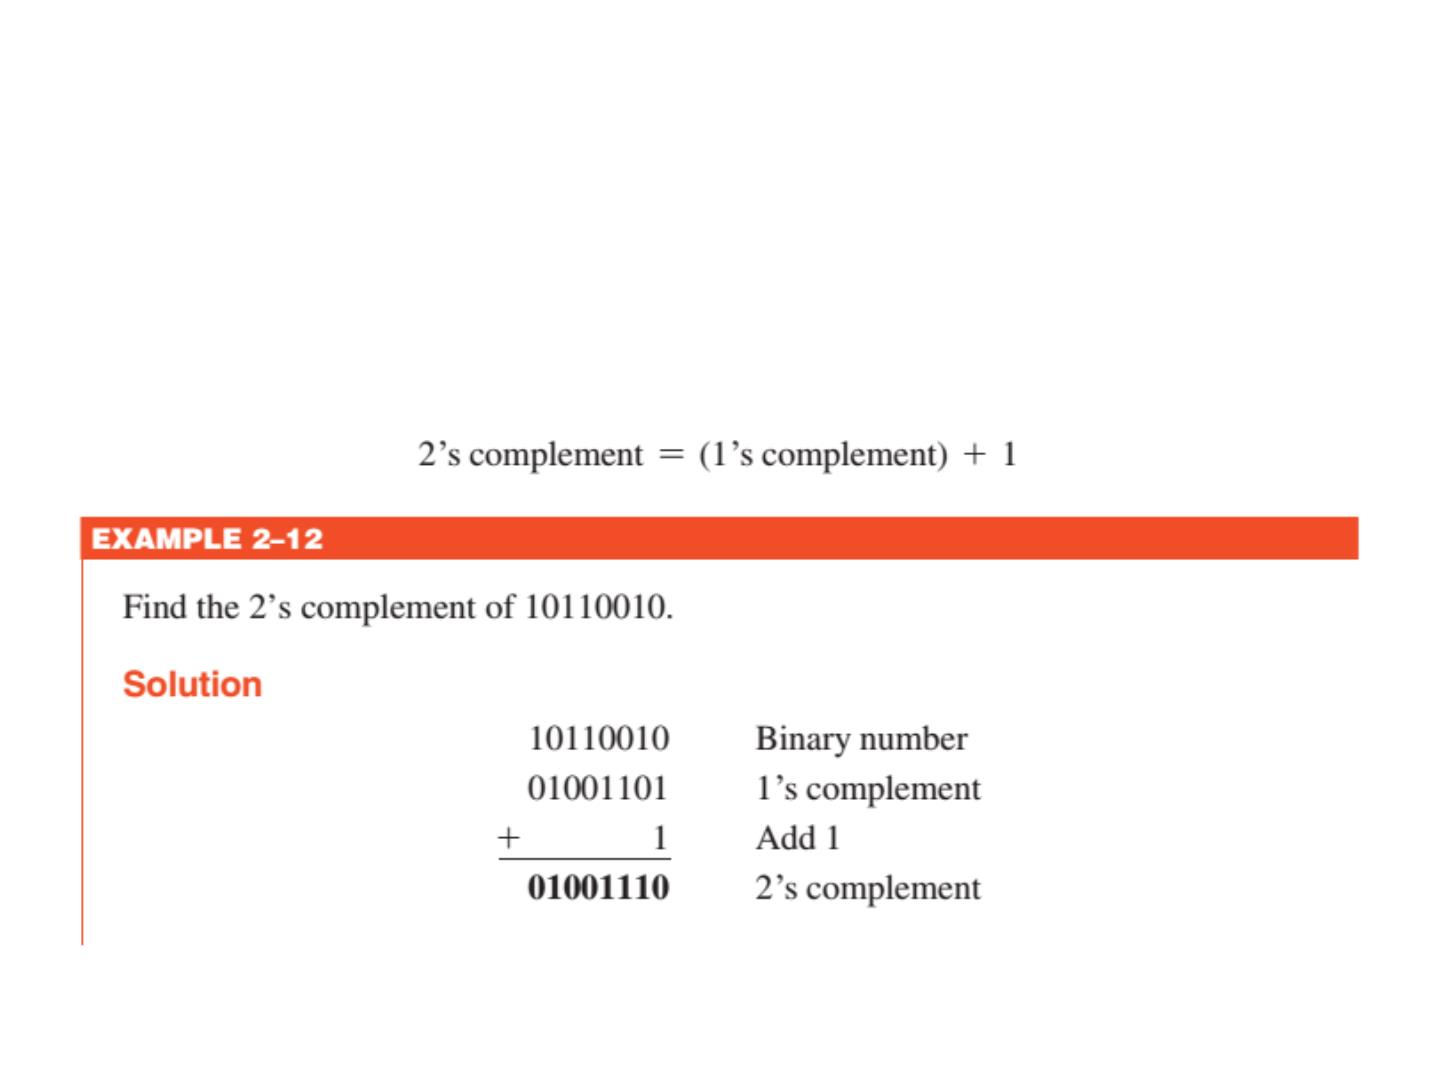 2’s complement = (1’s complement) + 1
EXAMPLE 2–12
Find the 2’s complement of 10110010.
Solution
10110010 Binary number
01001101 1’s complement
+ 1 Add 1
01001110 2’s complement